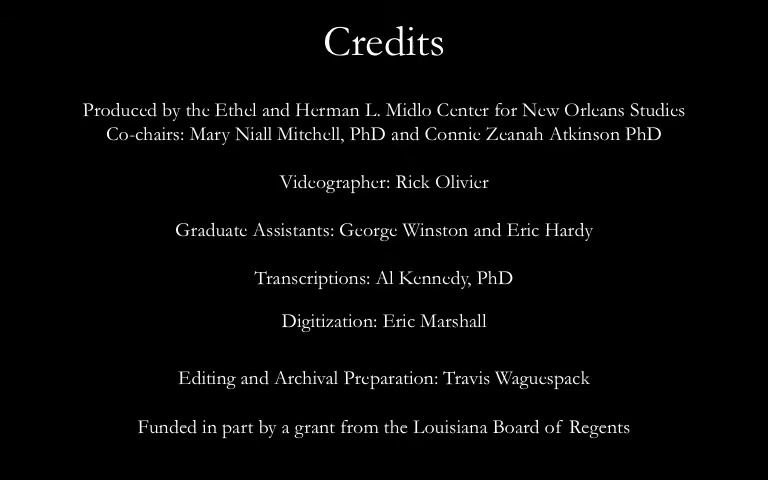 Credits
Produced by the Ethel and Herman L. Midlo Center for New Orleans Studies
Co-chairs: Mary Niall Mitchell, PhD and Connie Zeanah Atkinson PhD
Videographer: Rick Olivier
Graduate Assistants: George Winston and Eric Hardy
Transcriptions: Al Kennedy, PhD
Digitization: Eric Marshall
Editing and Archival Preparation: Travis Waguespack
Funded in part by a grant from the Louisiana Board of Regents